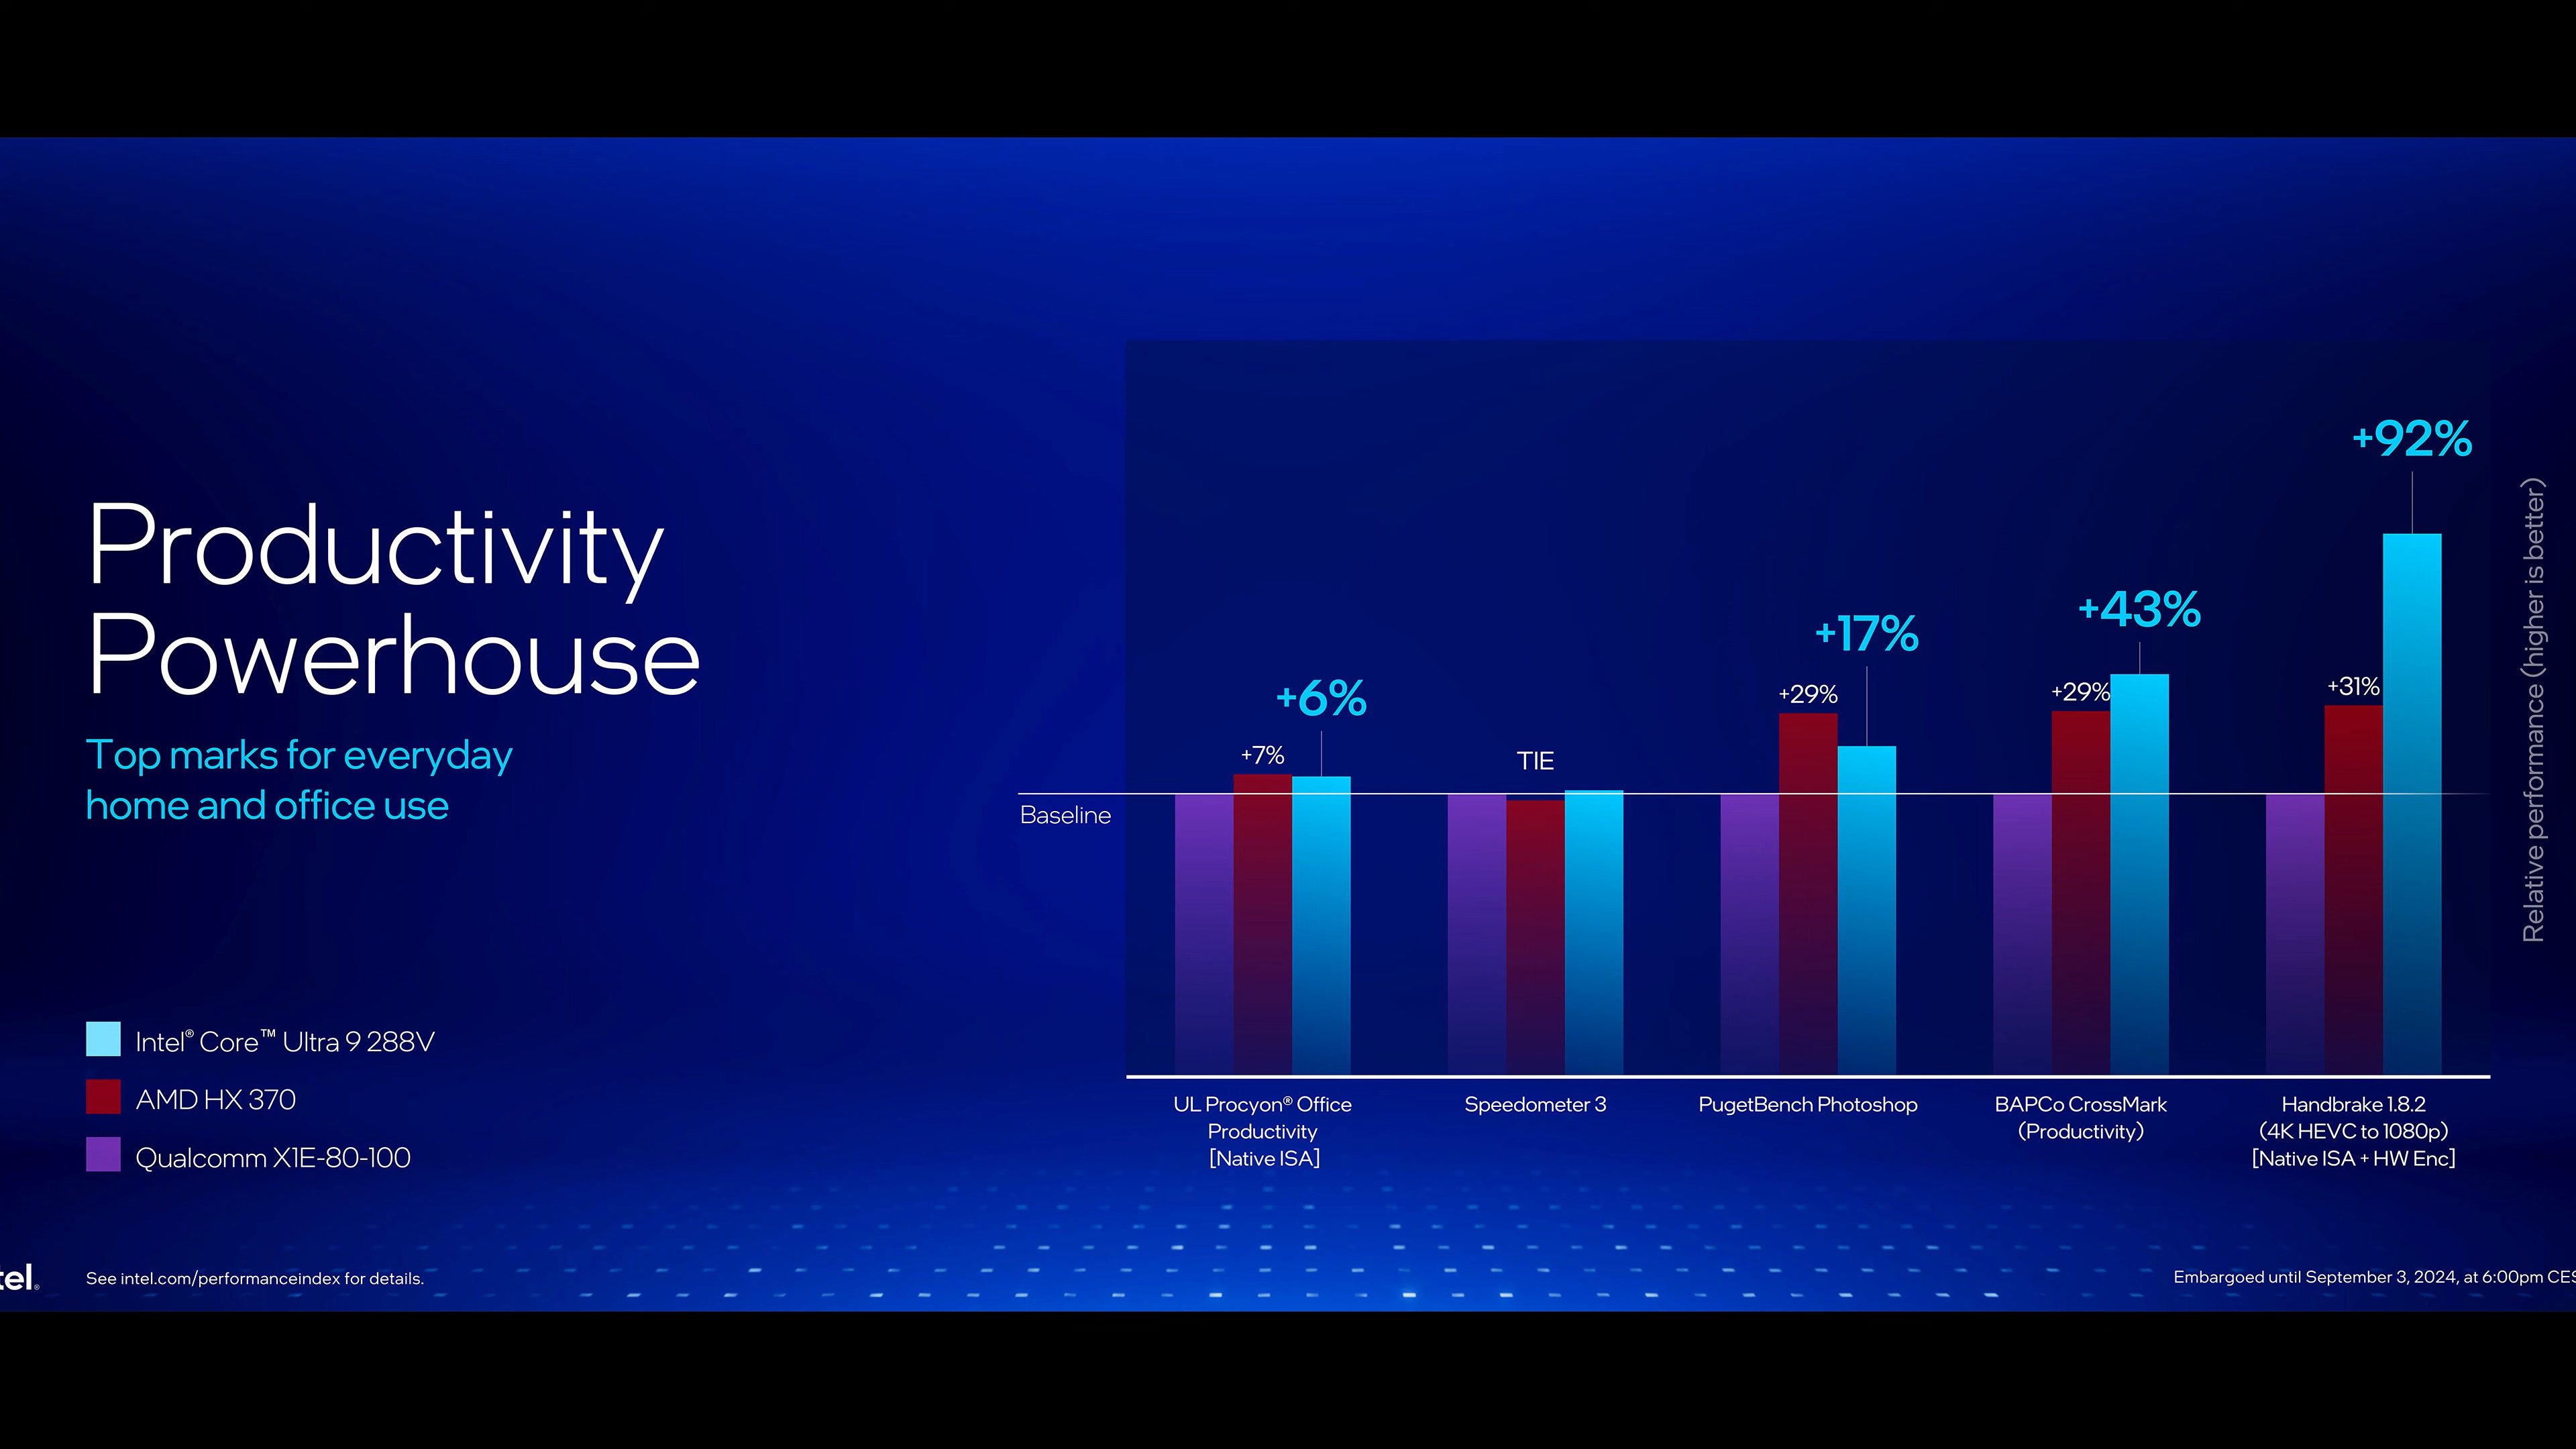 Productivity
Powerhouse
Top marks for everyday
home and office use
Intel® Core™ Ultra 9 288V
AMD HX 370
Qualcomm X1E-80-100
+6%
+7%
TIE
+17%
+29%
+43%
+29%
+92%
+31%
Baseline
Relative performance (higher is better)
UL Procyon® Office
Productivity
[Native ISA]
Speedometer 3
PugetBench Photoshop
BAPCo CrossMark
(Productivity)
Handbrake 1.8.2
(4K HEVC to 1080p)
[Native ISA + HW Enc]
tel.®
See intel.com/performanceindex for details.
Embargoed until September 3, 2024, at 6:00pm CES